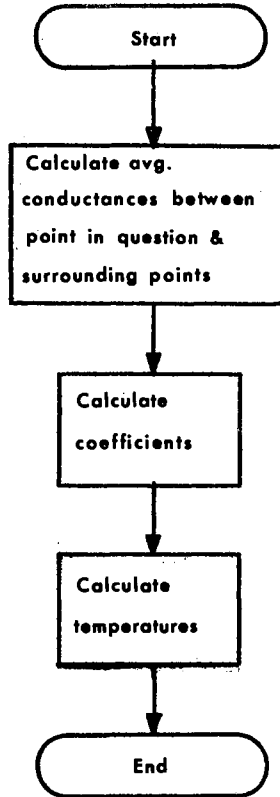 Start
Calculate avg.
conductances between
point in question &
surrounding points
Calculate
coefficients
Calculate
temperatures
End